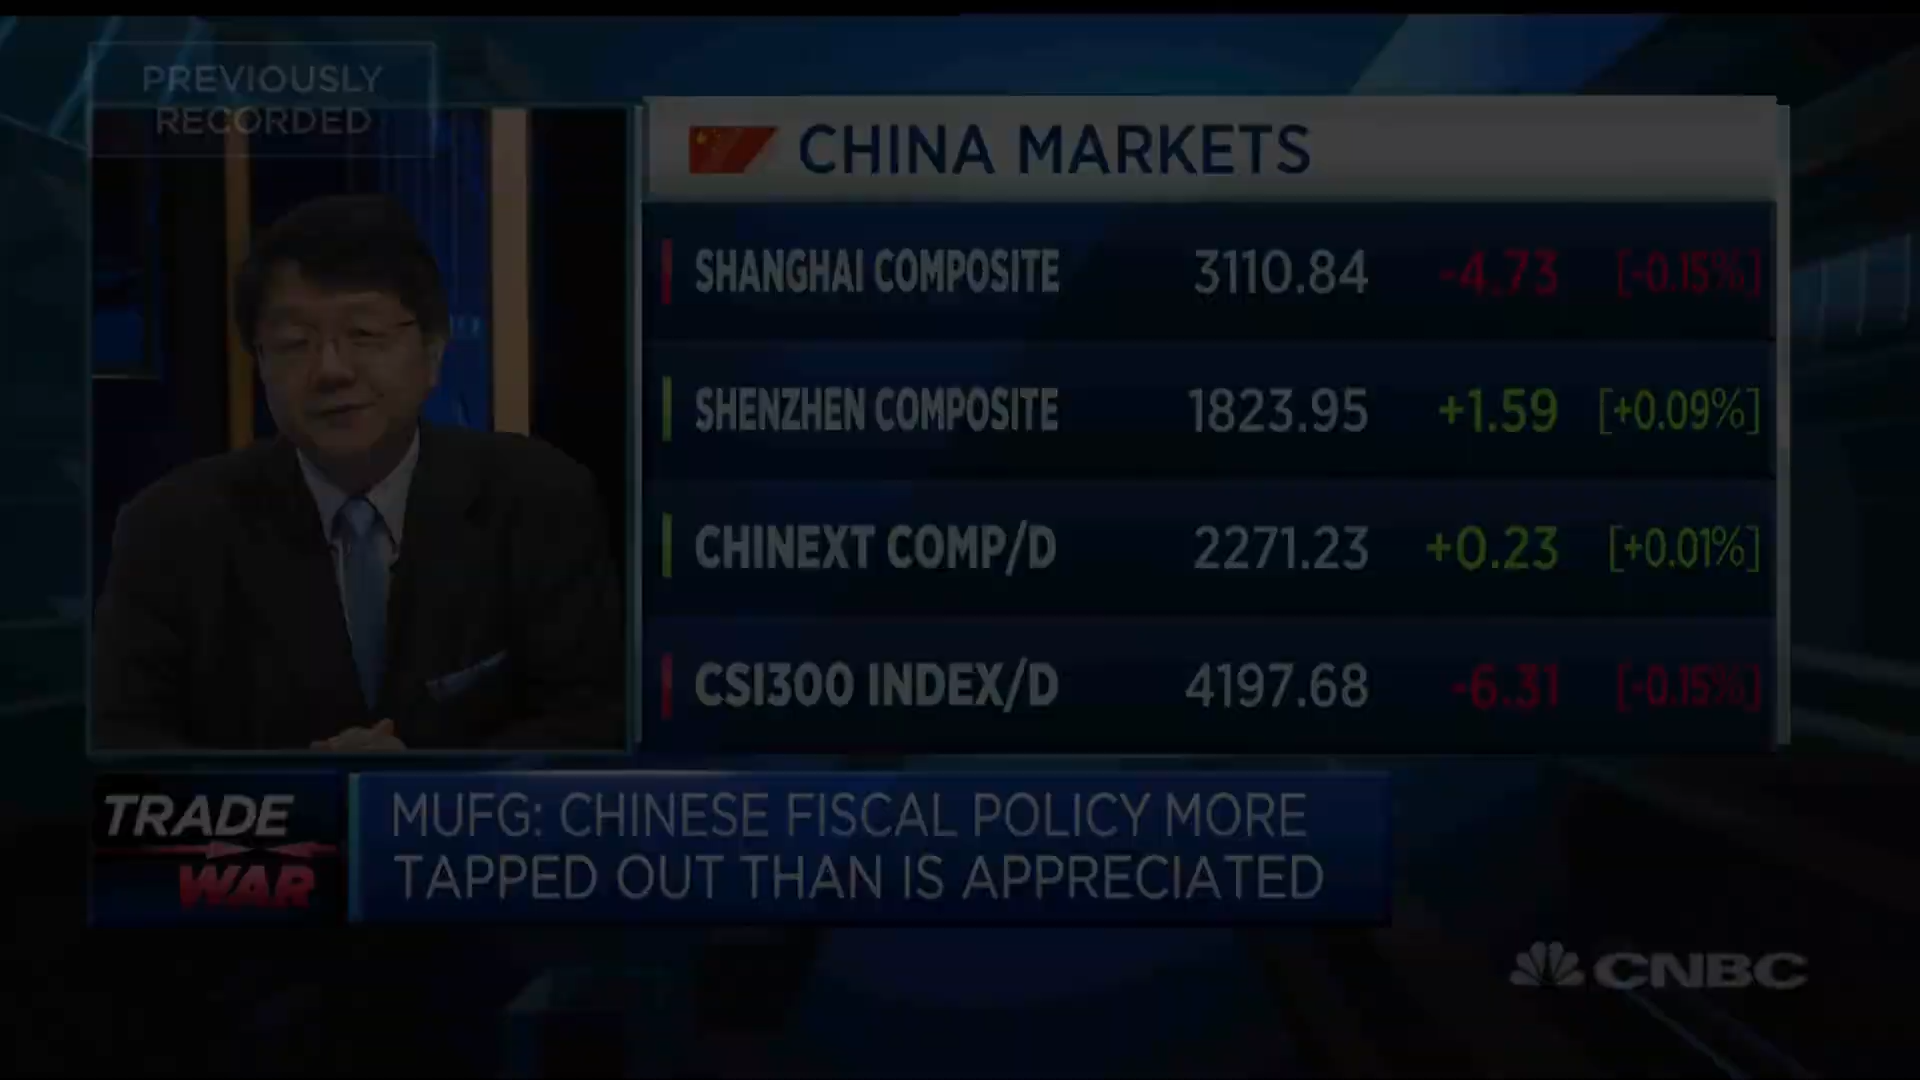 PREVIOUSLY
RECORDED
CHINA MARKETS
SHANGHAI COMPOSITE 3110.84 -4.73 [-0.15%]
SHENZHEN COMPOSITE 1823.95 +1.59 [+0.09%]
CHINEXT COMP/D 2271.23 +0.23 [+0.01%]
CSI300 INDEX/D 4197.68 -6.31 [-0.15%]
TRADE
WAR
MUFG: CHINESE FISCAL POLICY MORE
TAPPED OUT THAN IS APPRECIATED
CNBC